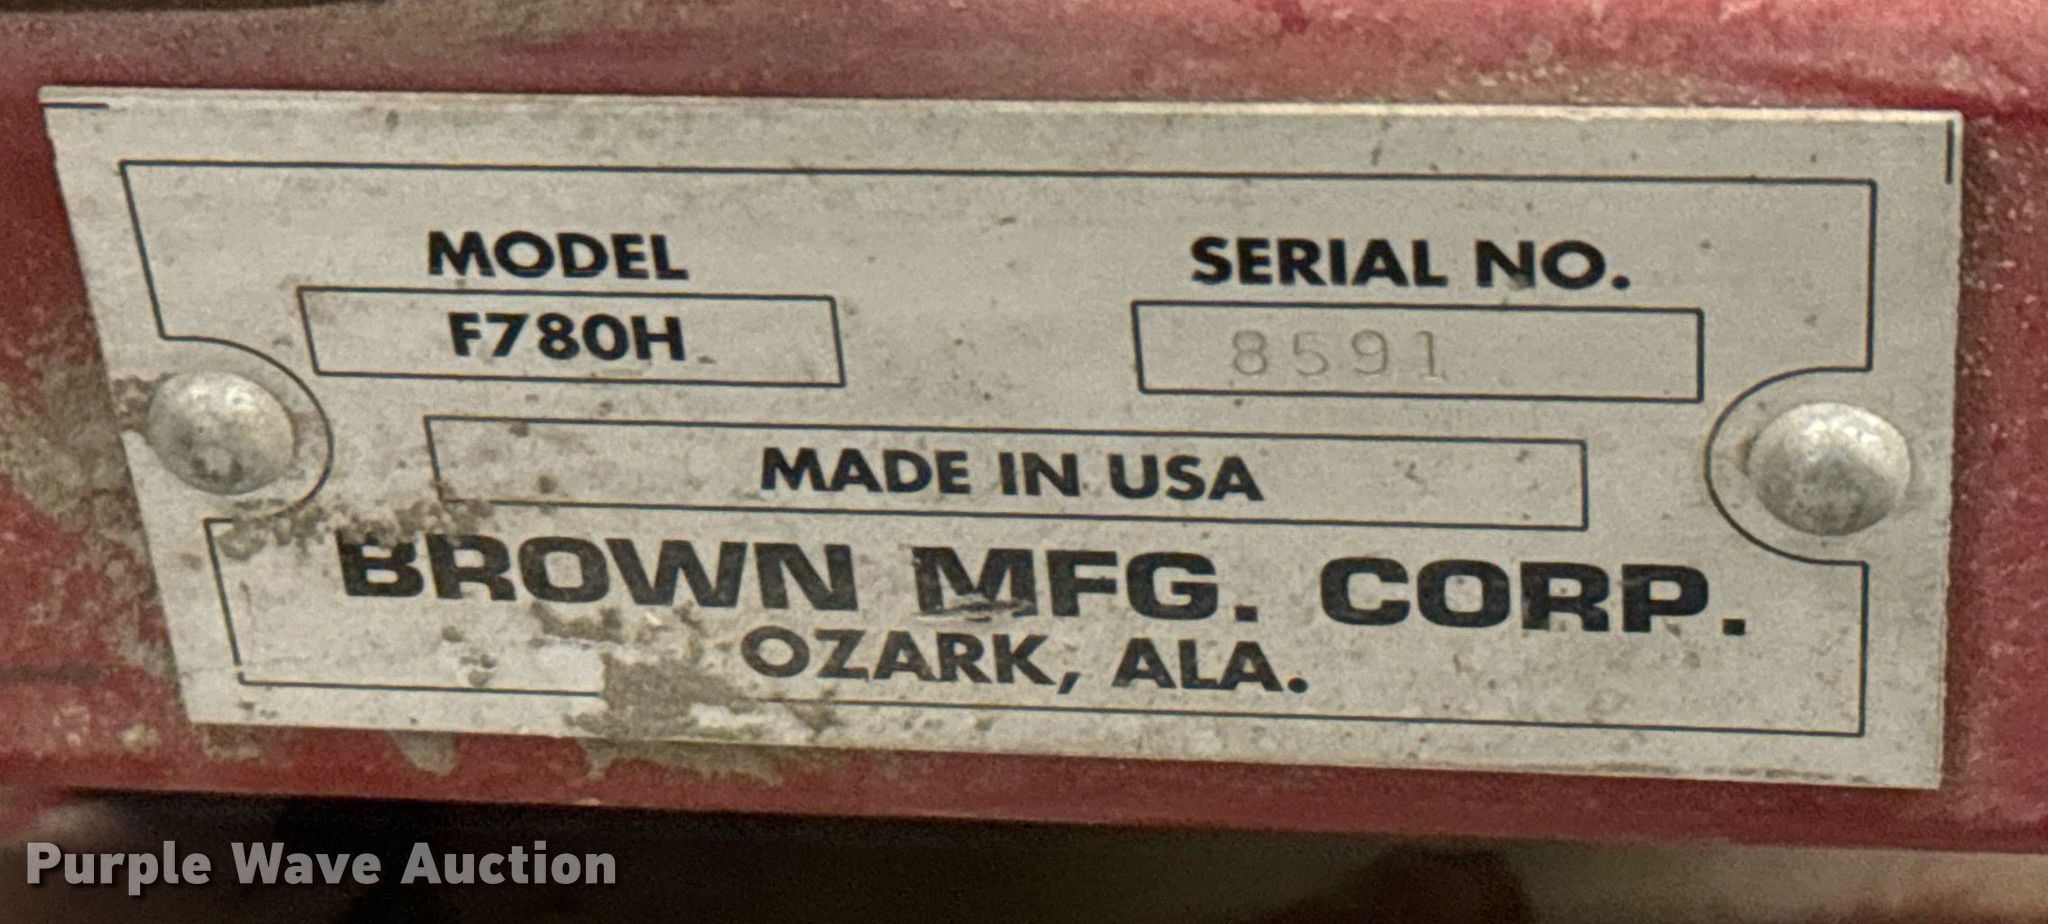 MODEL
SERIAL NO.
F780H
8591
MADE IN USA
BROWN MFG. CORP.
OZARK, ALA.
Purple Wave Auction